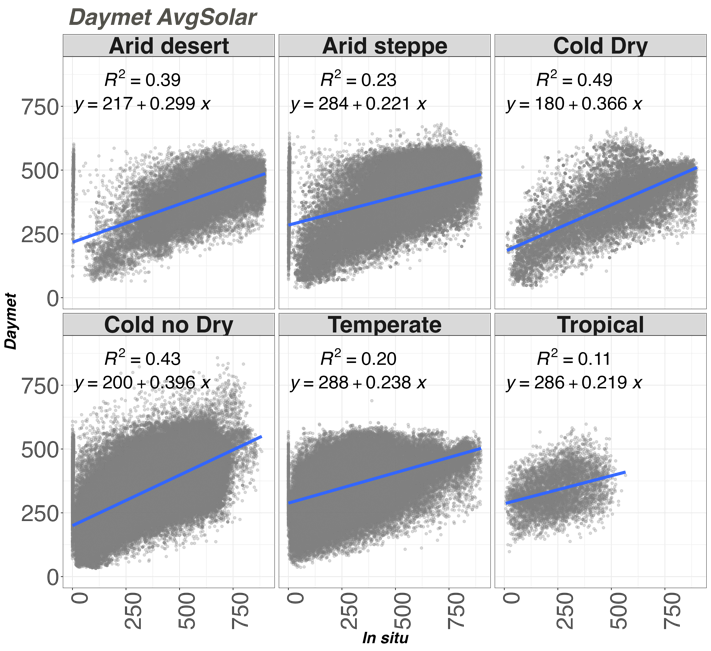 Daymet AvgSolar
Arid desert
Arid steppe
Cold Dry
R² = 0.39
y = 217 + 0.299 x
R² = 0.23
y = 284 + 0.221 x
R² = 0.49
y = 180 + 0.366 x
750
500
250
0
Cold no Dry
Temperate
Tropical
R² = 0.43
y = 200 + 0.396 x
R² = 0.20
y = 288 + 0.238 x
R² = 0.11
y = 286 + 0.219 x
750
500
250
0
Daymet
0 250 500 750
0 250 500 750
0 250 500 750
In situ